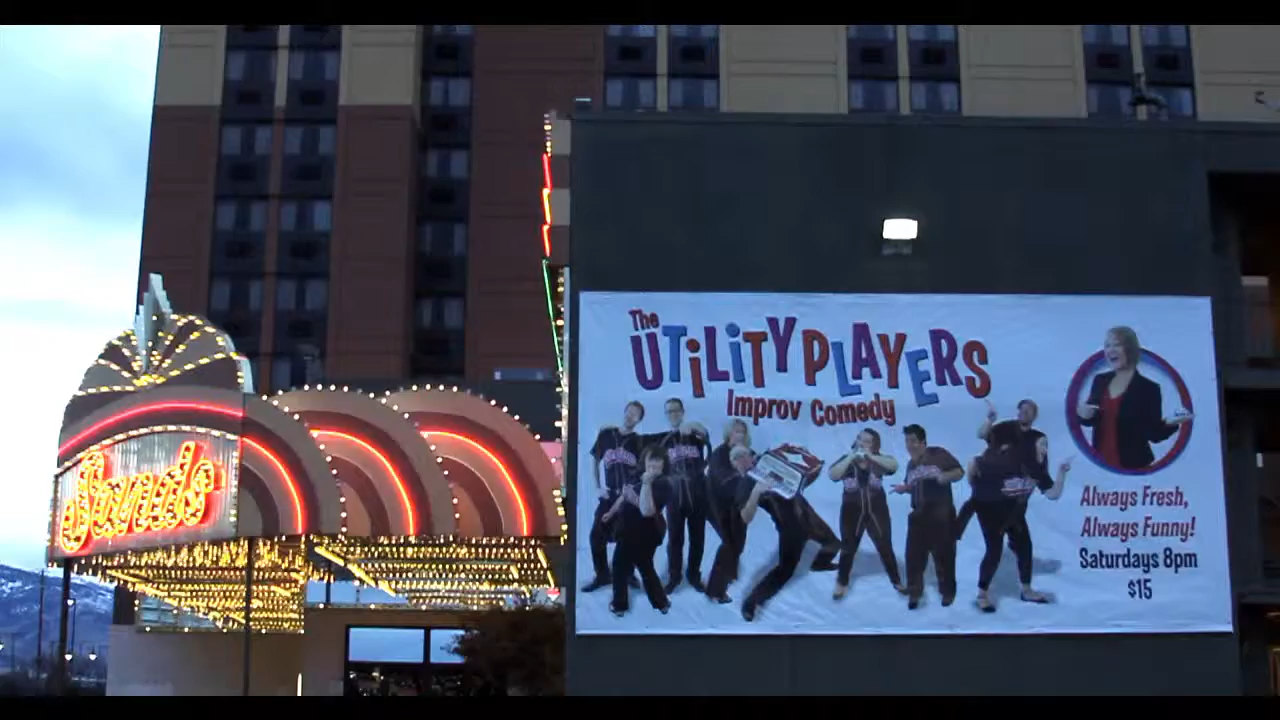 Sands
The
UTiLiTY PLAYERS
Improv Comedy
Always Fresh,
Always Funny!
Saturdays 8pm
$15